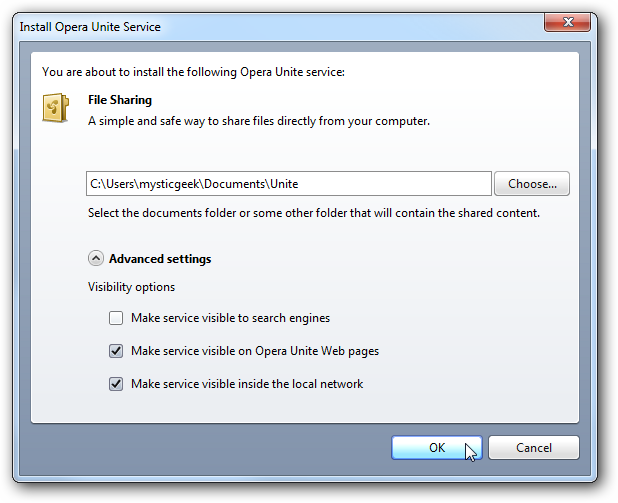 Install Opera Unite Service
You are about to install the following Opera Unite service:
File Sharing
A simple and safe way to share files directly from your computer.
C:\Users\mysticgeek\Documents\Unite
Choose...
Select the documents folder or some other folder that will contain the shared content.
Advanced settings
Visibility options
Make service visible to search engines
Make service visible on Opera Unite Web pages
Make service visible inside the local network
OK
Cancel